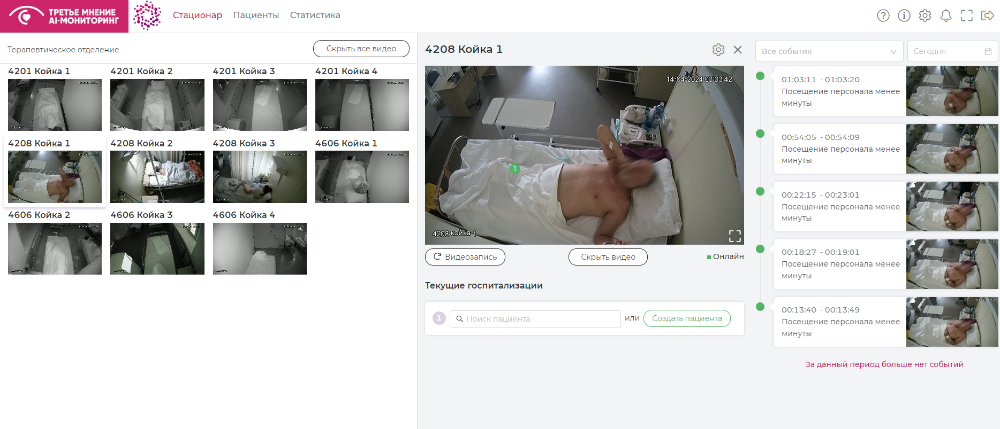 ТРЕТЬЕ МНЕНИЕ
AI-МОНИТОРИНГ
Стационар
Пациенты
Статистика
Терапевтическое отделение
Скрыть все видео
4201 Койка 1
4201 Койка 2
4201 Койка 3
4201 Койка 4
4208 Койка 1
4208 Койка 2
4208 Койка 3
4606 Койка 1
4606 Койка 2
4606 Койка 3
4606 Койка 4
4208 Койка 1
14-04-2024 03:03:42
1
4208 койка 1
Видеозапись
Скрыть видео
Онлайн
Текущие госпитализации
1
Поиск пациента
или
Создать пациента
Все события
Сегодня
01:03:11 - 01:03:20
Посещение персонала менее
минуты
00:54:05 - 00:54:09
Посещение персонала менее
минуты
00:22:15 - 00:23:01
Посещение персонала менее
минуты
00:18:27 - 00:19:01
Посещение персонала менее
минуты
00:13:40 - 00:13:49
Посещение персонала менее
минуты
За данный период больше нет событий